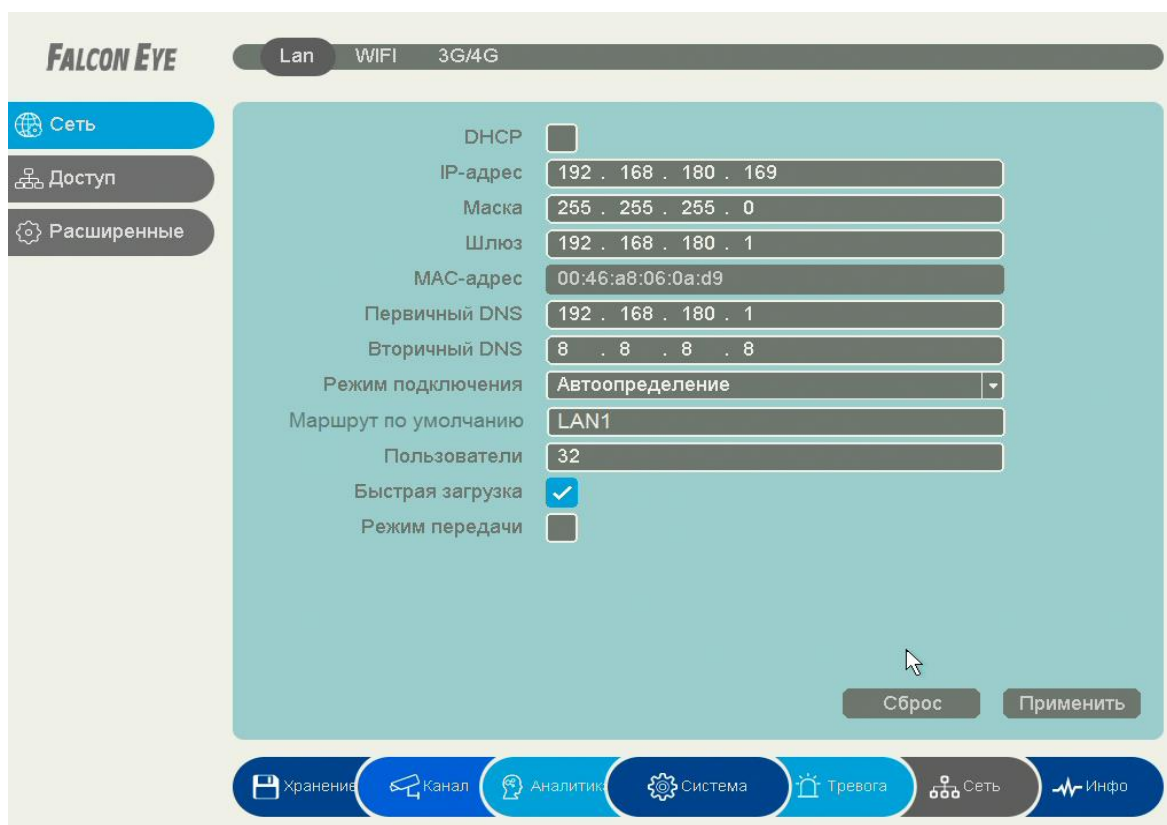 FALCON EYE
Lan WIFI 3G/4G
Сеть
Доступ
Расширенные
DHCP
IP-адрес 192 . 168 . 180 . 169
Маска 255 . 255 . 255 . 0
Шлюз 192 . 168 . 180 . 1
MAC-адрес 00:46:a8:06:0a:d9
Первичный DNS 192 . 168 . 180 . 1
Вторичный DNS 8 . 8 . 8 . 8
Режим подключения Автоопределение
Маршрут по умолчанию LAN1
Пользователи 32
Быстрая загрузка
Режим передачи
Сброс Применить
Хранение Канал Аналитик Система Тревога Сеть Инфо